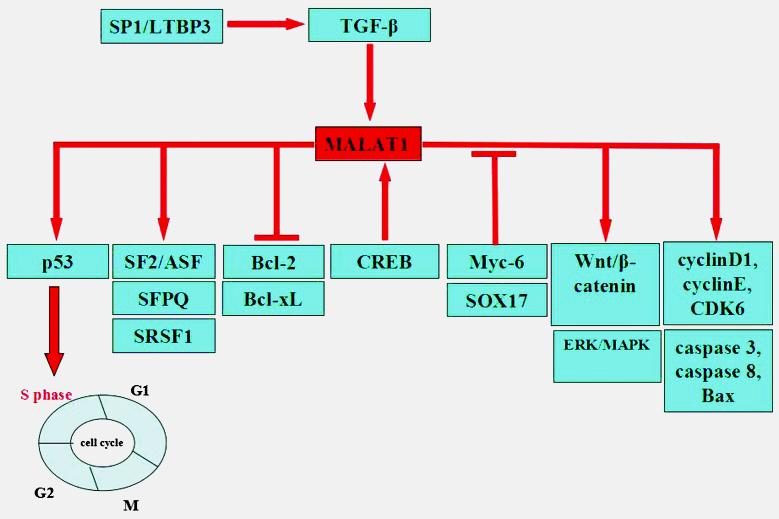 SP1/LTBP3
TGF-β
MALAT1
p53
SF2/ASF
SFPQ
SRSF1
Bcl-2
Bcl-xL
CREB
Myc-6
SOX17
Wnt/β-
catenin
ERK/MAPK
cyclinD1,
cyclinE,
CDK6
caspase 3,
caspase 8,
Bax
S phase
G1
cell cycle
G2
M